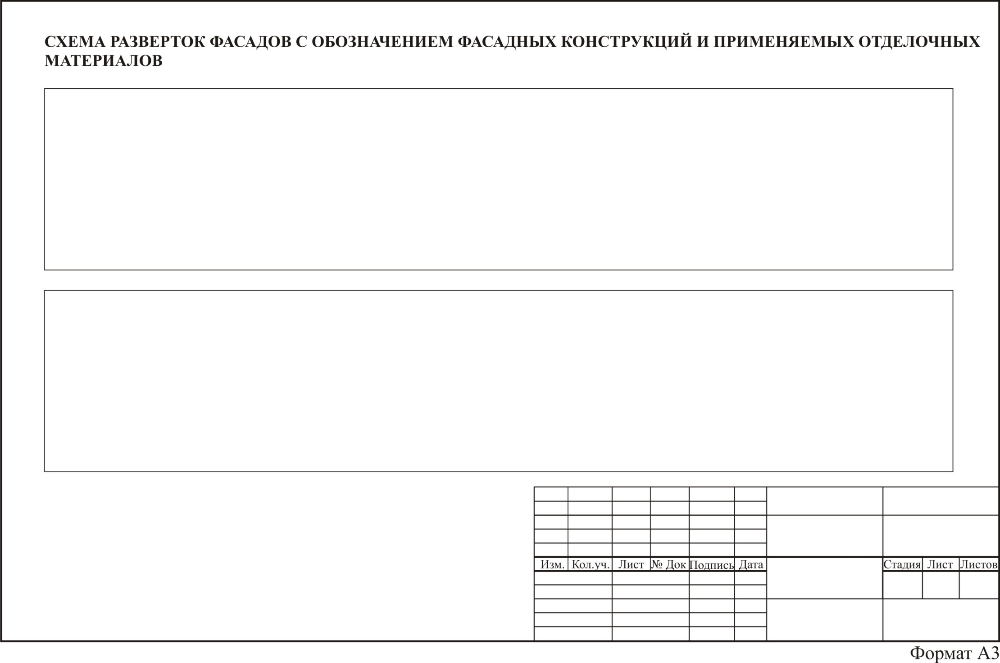 СХЕМА РАЗВЕРТОК ФАСАДОВ С ОБОЗНАЧЕНИЕМ ФАСАДНЫХ КОНСТРУКЦИЙ И ПРИМЕНЯЕМЫХ ОТДЕЛОЧНЫХ
МАТЕРИАЛОВ
Изм. Кол.уч. Лист № Док Подпись Дата Стадия Лист Листов
Формат А3